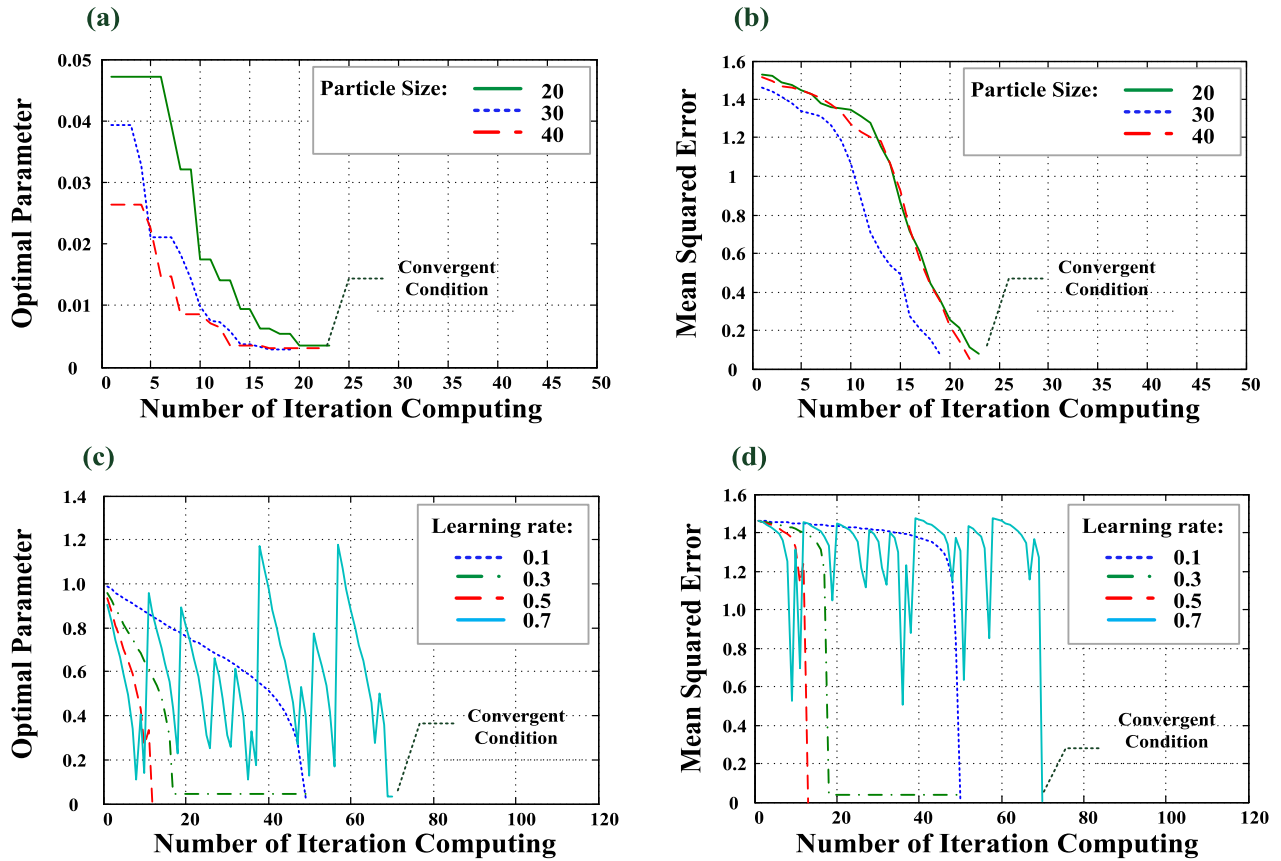 (a)
Optimal Parameter
0.05
0.04
0.03
0.02
0.01
0
Particle Size:
20
30
40
Convergent
Condition
0 5 10 15 20 25 30 35 40 45 50
Number of Iteration Computing
(b)
Mean Squared Error
1.6
1.4
1.2
1
0.8
0.6
0.4
0.2
0
Particle Size:
20
30
40
Convergent
Condition
0 5 10 15 20 25 30 35 40 45 50
Number of Iteration Computing
(c)
Optimal Parameter
1.4
1.2
1.0
0.8
0.6
0.4
0.2
0
Learning rate:
0.1
0.3
0.5
0.7
Convergent
Condition
0 20 40 60 80 100 120
Number of Iteration Computing
(d)
Mean Squared Error
1.6
1.4
1.2
1.0
0.8
0.6
0.4
0.2
0
Learning rate:
0.1
0.3
0.5
0.7
Convergent
Condition
0 20 40 60 80 100 120
Number of Iteration Computing